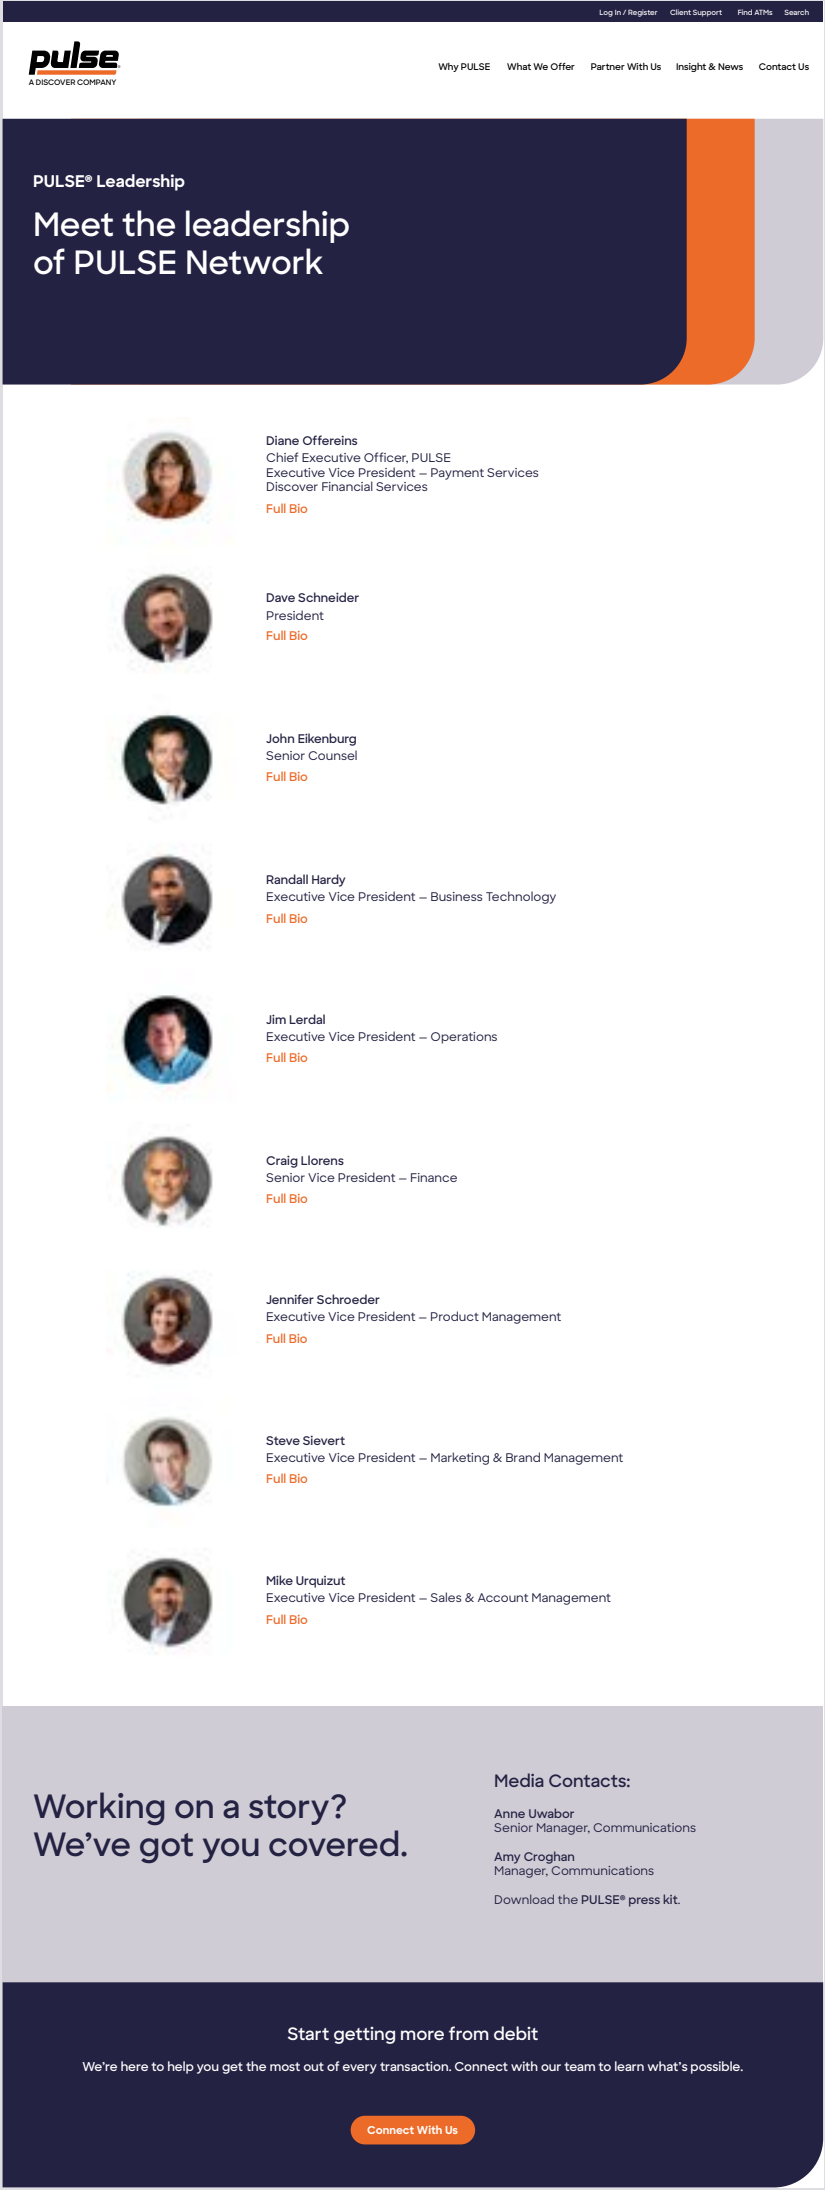 Log In / Register Client Support Find ATMs Search
pulse
A DISCOVER COMPANY
Why PULSE What We Offer Partner With Us Insight & News Contact Us
PULSE® Leadership
Meet the leadership
of PULSE Network
Diane Offereins
Chief Executive Officer, PULSE
Executive Vice President – Payment Services
Discover Financial Services
Full Bio
Dave Schneider
President
Full Bio
John Eikenburg
Senior Counsel
Full Bio
Randall Hardy
Executive Vice President – Business Technology
Full Bio
Jim Lerdal
Executive Vice President – Operations
Full Bio
Craig Llorens
Senior Vice President – Finance
Full Bio
Jennifer Schroeder
Executive Vice President – Product Management
Full Bio
Steve Sievert
Executive Vice President – Marketing & Brand Management
Full Bio
Mike Urquizut
Executive Vice President – Sales & Account Management
Full Bio
Working on a story?
We’ve got you covered.
Media Contacts:
Anne Uwabor
Senior Manager, Communications
Amy Croghan
Manager, Communications
Download the PULSE® press kit.
Start getting more from debit
We’re here to help you get the most out of every transaction. Connect with our team to learn what’s possible.
Connect With Us